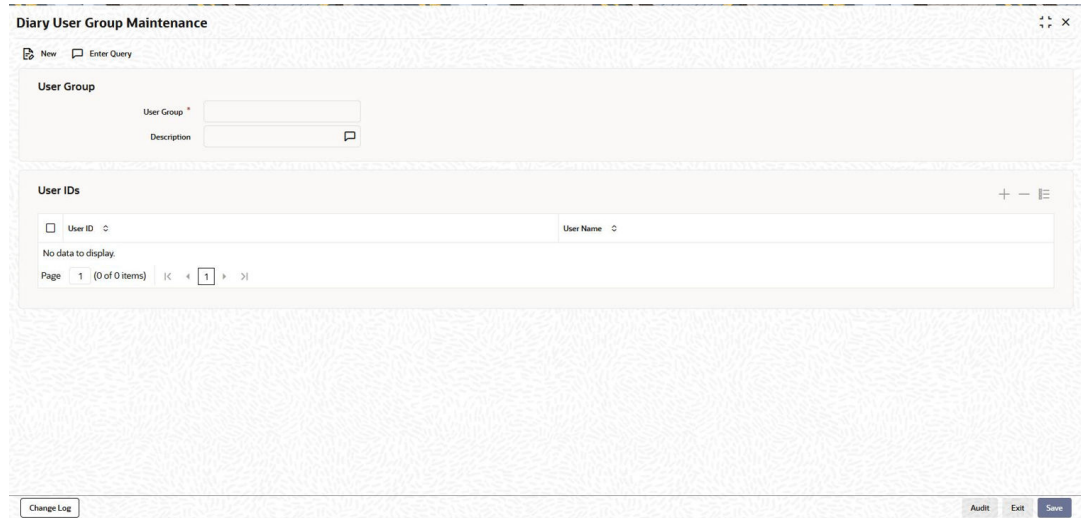 Diary User Group Maintenance
New Enter Query
User Group
User Group *
Description
User IDs
User ID User Name
No data to display.
Page 1 (0 of 0 items) 1
Change Log Audit Exit Save